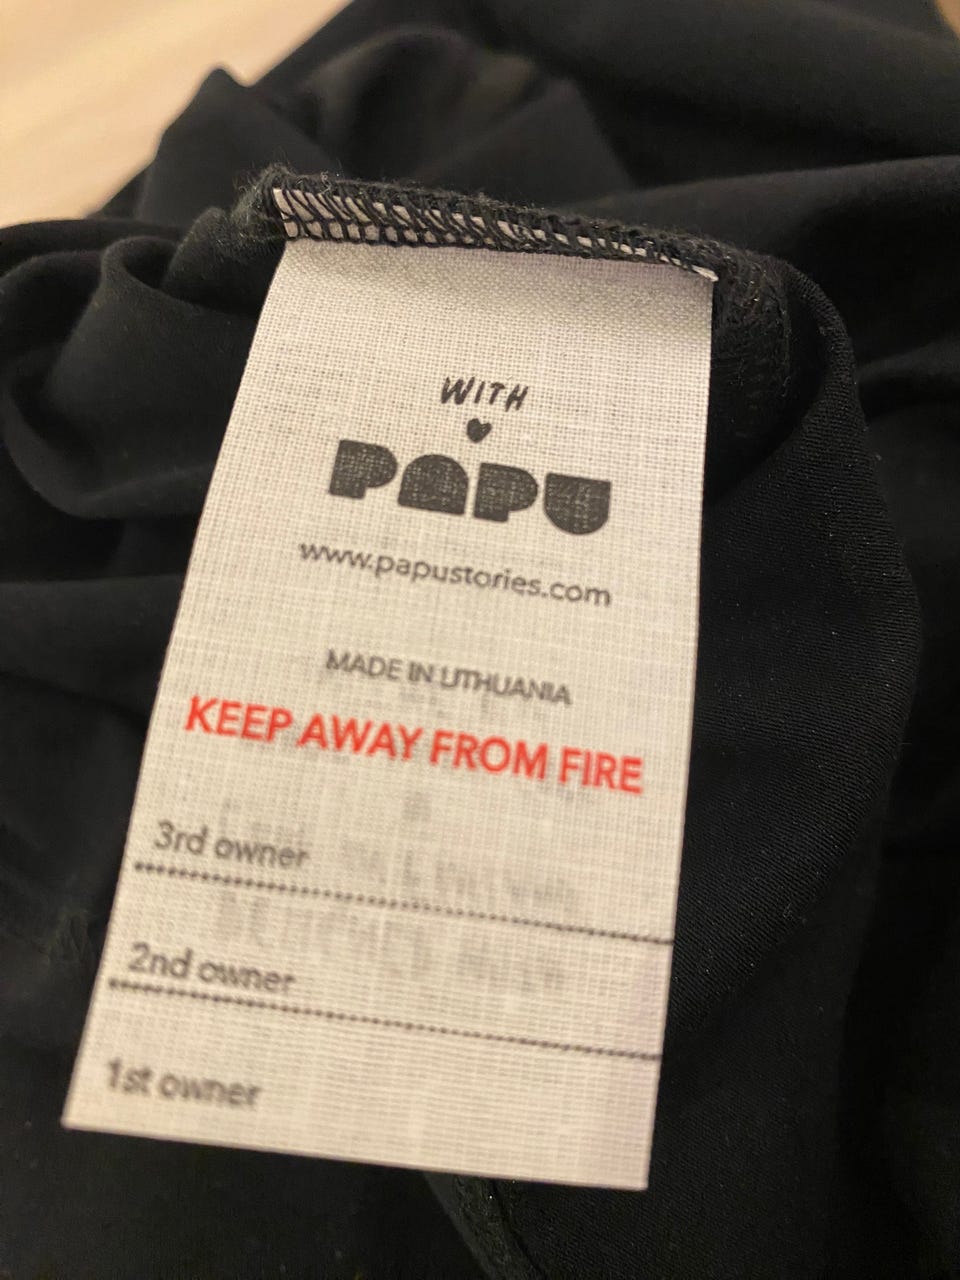 WITH
PAPU
www.papustories.com
MADE IN LITHUANIA
KEEP AWAY FROM FIRE
3rd owner
2nd owner
1st owner